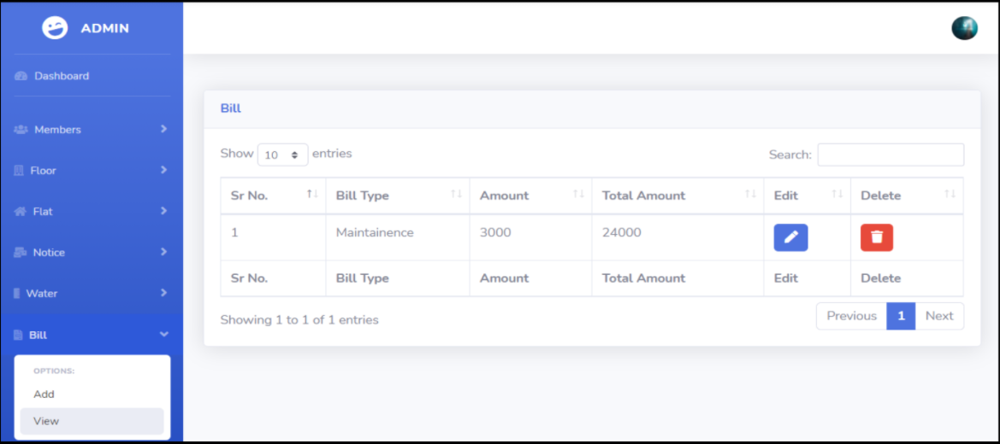 ADMIN
Dashboard
Members
Floor
Flat
Notice
Water
Bill
OPTIONS:
Add
View
Bill
Show 10 entries
Search:
Sr No. Bill Type Amount Total Amount Edit Delete
1 Maintainence 3000 24000
Sr No. Bill Type Amount Total Amount Edit Delete
Showing 1 to 1 of 1 entries
Previous 1 Next